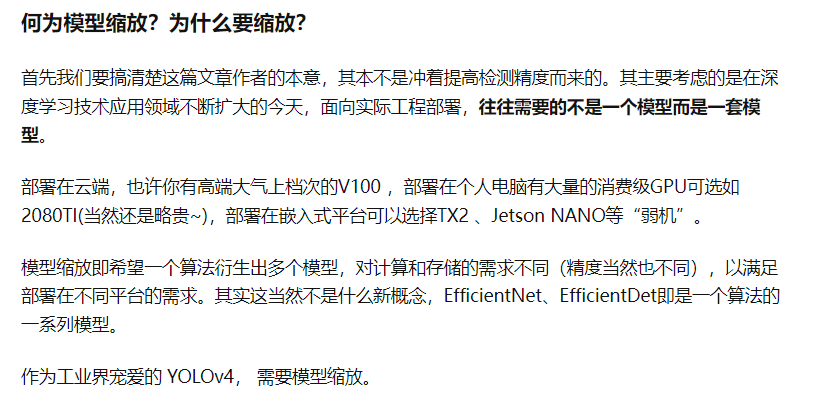 何为模型缩放？为什么要缩放？
首先我们要搞清楚这篇文章作者的本意，其本不是冲着提高检测精度而来的。其主要考虑的是在深
度学习技术应用领域不断扩大的今天，面向实际工程部署，往往需要的不是一个模型而是一套模
型。
部署在云端，也许你有高端大气上档次的V100 ，部署在个人电脑有大量的消费级GPU可选如
2080TI(当然还是略贵~)，部署在嵌入式平台可以选择TX2 、Jetson NANO等“弱机”。
模型缩放即希望一个算法衍生出多个模型，对计算和存储的需求不同（精度当然也不同），以满足
部署在不同平台的需求。其实这当然不是什么新概念，EfficientNet、EfficientDet即是一个算法的
一系列模型。
作为工业界宠爱的 YOLOv4， 需要模型缩放。